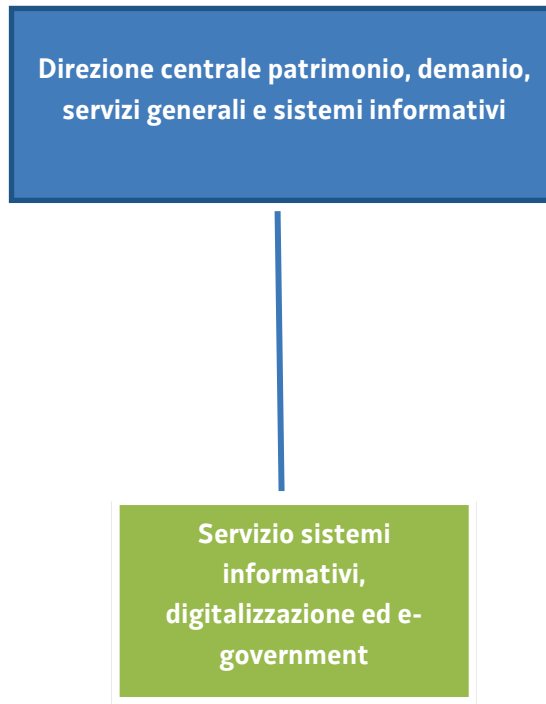 Direzione centrale patrimonio, demanio,
servizi generali e sistemi informativi
Servizio sistemi
informativi,
digitalizzazione ed e-
government